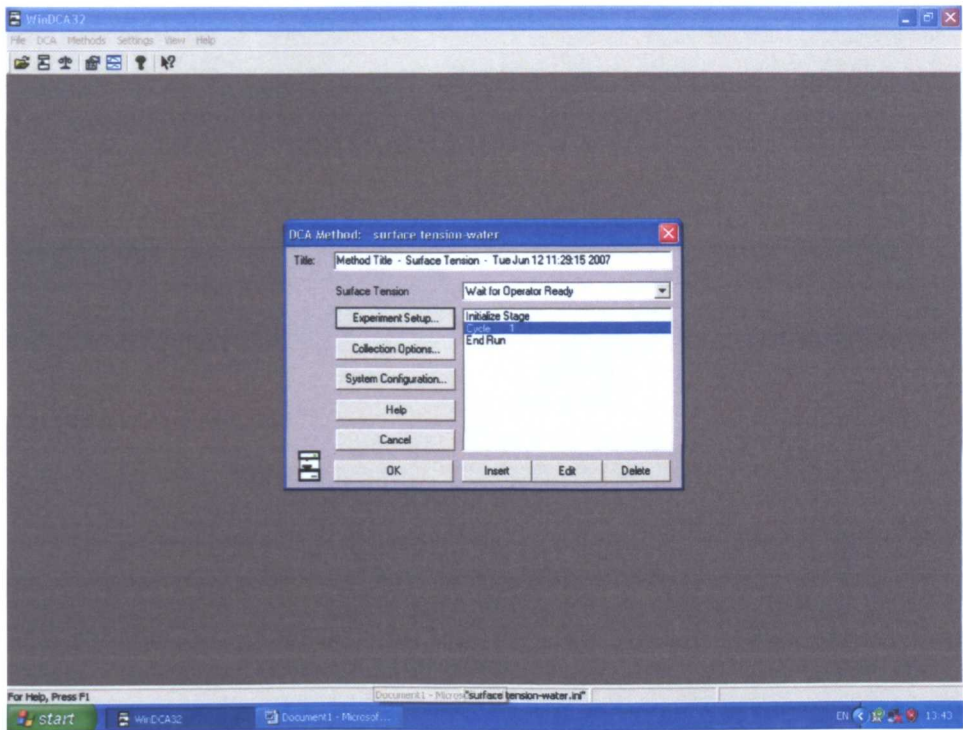 WinDCA32
File DCA Methods Settings View Help
DCA Method: surface tension-water
Title: Method Title - Surface Tension - Tue Jun 12 11:29:15 2007
Surface Tension Wait for Operator Ready
Experiment Setup...
Initialize Stage
Cycle 1
End Run
Collection Options...
System Configuration...
Help
Cancel
OK Insert Edit Delete
For Help, Press F1 Document1 - Micros "surface tension-water.ini"
start WinDCA32 Document1 - Microsof... EN 13:43